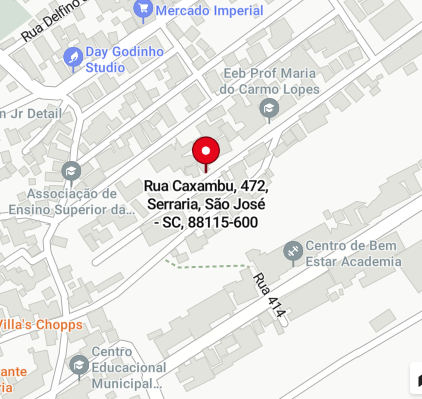 Mercado Imperial
Rua Delfino
Day Godinho
Studio
Eeb Prof Maria
do Carmo Lopes
n Jr Detail
Associação de
Ensino Superior da...
Rua Caxambu, 472,
Serraria, São José
- SC, 88115-600
Centro de Bem
Estar Academia
Rua 414
Villa's Chopps
Centro
Educacional
Municipal...
ante
ria